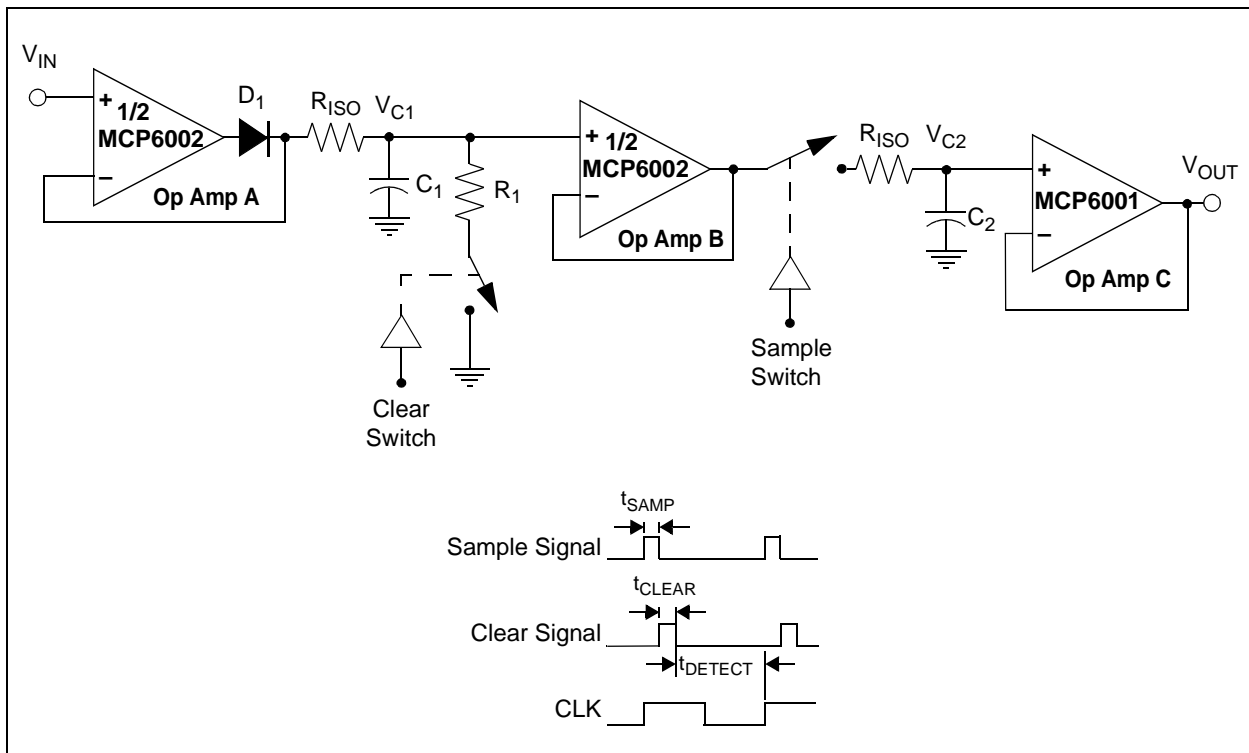 V_IN
+
1/2
MCP6002
−
Op Amp A
D_1
R_ISO
V_C1
C_1
R_1
+
1/2
MCP6002
−
Op Amp B
R_ISO
V_C2
C_2
+
MCP6001
−
Op Amp C
V_OUT
Clear
Switch
Sample
Switch
t_SAMP
Sample Signal
t_CLEAR
Clear Signal
t_DETECT
CLK